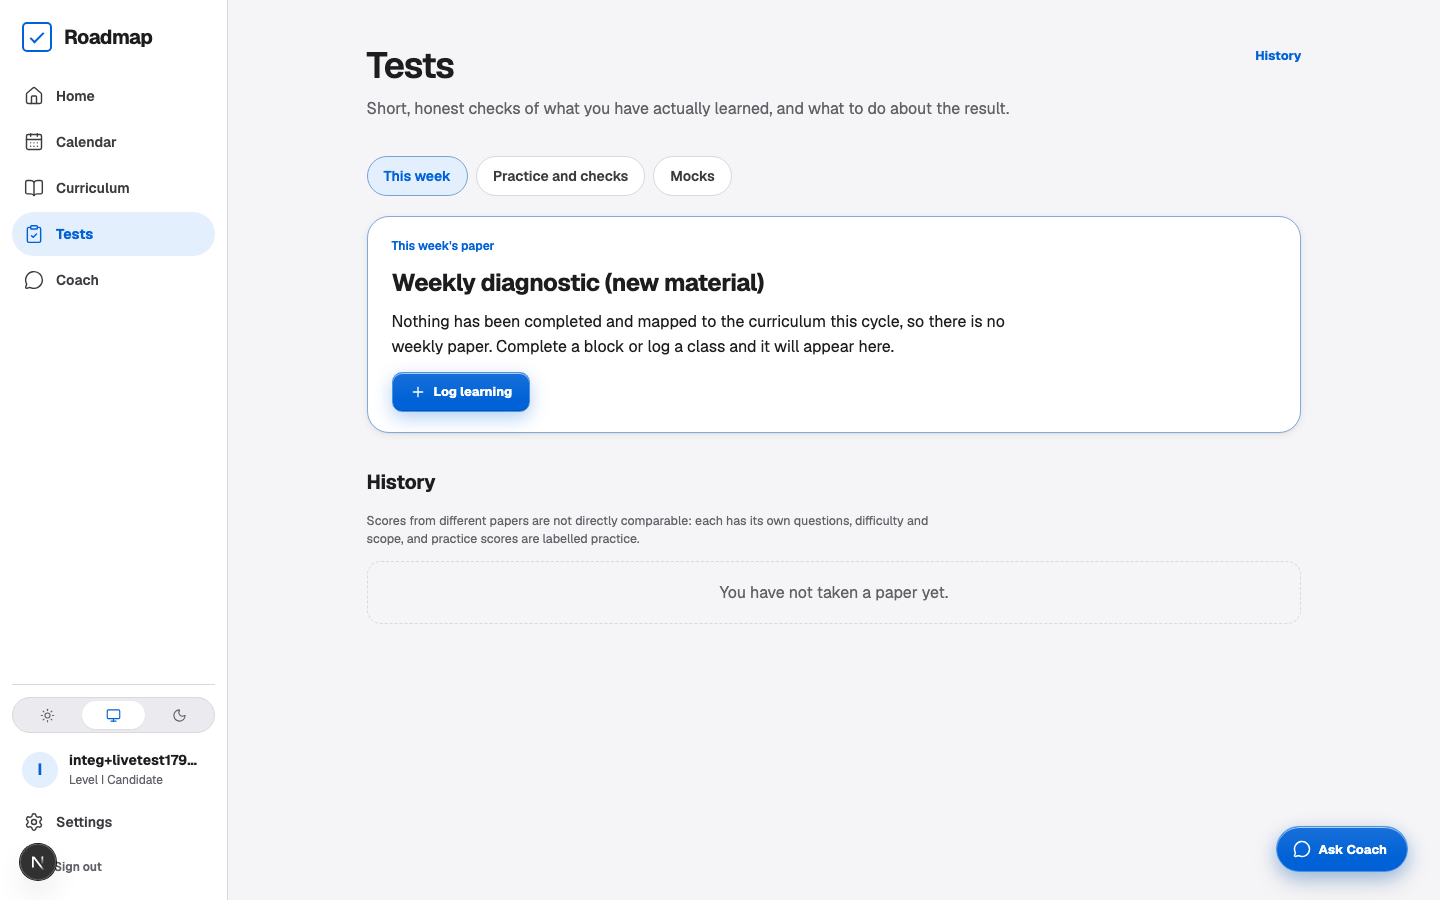 Roadmap
Home
Calendar
Curriculum
Tests
Coach
integ+livetest179...
Level I Candidate
I
Settings
N
Sign out
Tests
History
Short, honest checks of what you have actually learned, and what to do about the result.
This week
Practice and checks
Mocks
This week's paper
Weekly diagnostic (new material)
Nothing has been completed and mapped to the curriculum this cycle, so there is no
weekly paper. Complete a block or log a class and it will appear here.
Log learning
History
Scores from different papers are not directly comparable: each has its own questions, difficulty and
scope, and practice scores are labelled practice.
You have not taken a paper yet.
Ask Coach